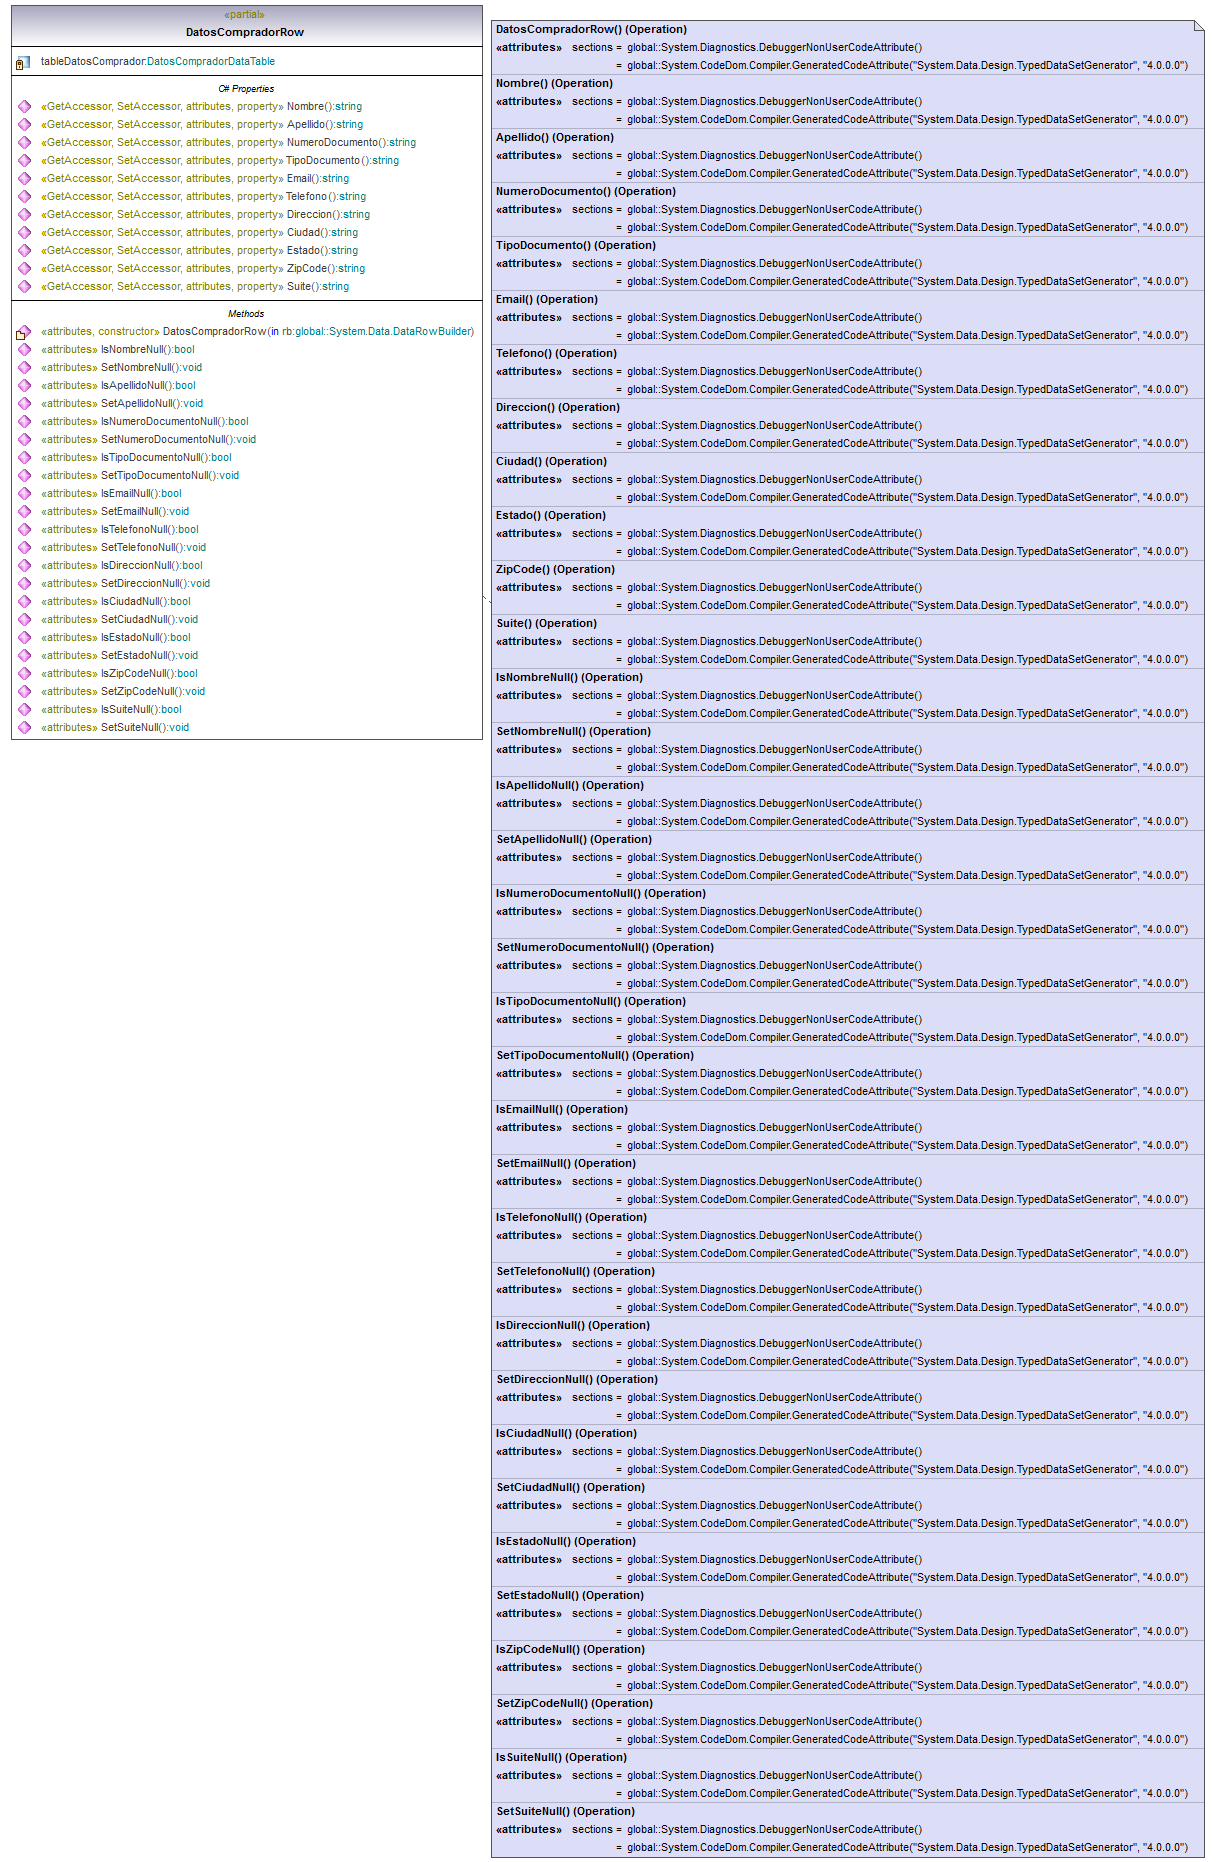 «partial»
DatosCompradorRow
tableDatosComprador:DatosCompradorDataTable
C# Properties
«GetAccessor, SetAccessor, attributes, property» Nombre():string
«GetAccessor, SetAccessor, attributes, property» Apellido():string
«GetAccessor, SetAccessor, attributes, property» NumeroDocumento():string
«GetAccessor, SetAccessor, attributes, property» TipoDocumento():string
«GetAccessor, SetAccessor, attributes, property» Email():string
«GetAccessor, SetAccessor, attributes, property» Telefono():string
«GetAccessor, SetAccessor, attributes, property» Direccion():string
«GetAccessor, SetAccessor, attributes, property» Ciudad():string
«GetAccessor, SetAccessor, attributes, property» Estado():string
«GetAccessor, SetAccessor, attributes, property» ZipCode():string
«GetAccessor, SetAccessor, attributes, property» Suite():string
Methods
«attributes, constructor» DatosCompradorRow(in rb:global::System.Data.DataRowBuilder)
«attributes» IsNombreNull():bool
«attributes» SetNombreNull():void
«attributes» IsApellidoNull():bool
«attributes» SetApellidoNull():void
«attributes» IsNumeroDocumentoNull():bool
«attributes» SetNumeroDocumentoNull():void
«attributes» IsTipoDocumentoNull():bool
«attributes» SetTipoDocumentoNull():void
«attributes» IsEmailNull():bool
«attributes» SetEmailNull():void
«attributes» IsTelefonoNull():bool
«attributes» SetTelefonoNull():void
«attributes» IsDireccionNull():bool
«attributes» SetDireccionNull():void
«attributes» IsCiudadNull():bool
«attributes» SetCiudadNull():void
«attributes» IsEstadoNull():bool
«attributes» SetEstadoNull():void
«attributes» IsZipCodeNull():bool
«attributes» SetZipCodeNull():void
«attributes» IsSuiteNull():bool
«attributes» SetSuiteNull():void
DatosCompradorRow() (Operation)
«attributes» sections = global::System.Diagnostics.DebuggerNonUserCodeAttribute()
= global::System.CodeDom.Compiler.GeneratedCodeAttribute("System.Data.Design.TypedDataSetGenerator", "4.0.0.0")
Nombre() (Operation)
«attributes» sections = global::System.Diagnostics.DebuggerNonUserCodeAttribute()
= global::System.CodeDom.Compiler.GeneratedCodeAttribute("System.Data.Design.TypedDataSetGenerator", "4.0.0.0")
Apellido() (Operation)
«attributes» sections = global::System.Diagnostics.DebuggerNonUserCodeAttribute()
= global::System.CodeDom.Compiler.GeneratedCodeAttribute("System.Data.Design.TypedDataSetGenerator", "4.0.0.0")
NumeroDocumento() (Operation)
«attributes» sections = global::System.Diagnostics.DebuggerNonUserCodeAttribute()
= global::System.CodeDom.Compiler.GeneratedCodeAttribute("System.Data.Design.TypedDataSetGenerator", "4.0.0.0")
TipoDocumento() (Operation)
«attributes» sections = global::System.Diagnostics.DebuggerNonUserCodeAttribute()
= global::System.CodeDom.Compiler.GeneratedCodeAttribute("System.Data.Design.TypedDataSetGenerator", "4.0.0.0")
Email() (Operation)
«attributes» sections = global::System.Diagnostics.DebuggerNonUserCodeAttribute()
= global::System.CodeDom.Compiler.GeneratedCodeAttribute("System.Data.Design.TypedDataSetGenerator", "4.0.0.0")
Telefono() (Operation)
«attributes» sections = global::System.Diagnostics.DebuggerNonUserCodeAttribute()
= global::System.CodeDom.Compiler.GeneratedCodeAttribute("System.Data.Design.TypedDataSetGenerator", "4.0.0.0")
Direccion() (Operation)
«attributes» sections = global::System.Diagnostics.DebuggerNonUserCodeAttribute()
= global::System.CodeDom.Compiler.GeneratedCodeAttribute("System.Data.Design.TypedDataSetGenerator", "4.0.0.0")
Ciudad() (Operation)
«attributes» sections = global::System.Diagnostics.DebuggerNonUserCodeAttribute()
= global::System.CodeDom.Compiler.GeneratedCodeAttribute("System.Data.Design.TypedDataSetGenerator", "4.0.0.0")
Estado() (Operation)
«attributes» sections = global::System.Diagnostics.DebuggerNonUserCodeAttribute()
= global::System.CodeDom.Compiler.GeneratedCodeAttribute("System.Data.Design.TypedDataSetGenerator", "4.0.0.0")
ZipCode() (Operation)
«attributes» sections = global::System.Diagnostics.DebuggerNonUserCodeAttribute()
= global::System.CodeDom.Compiler.GeneratedCodeAttribute("System.Data.Design.TypedDataSetGenerator", "4.0.0.0")
Suite() (Operation)
«attributes» sections = global::System.Diagnostics.DebuggerNonUserCodeAttribute()
= global::System.CodeDom.Compiler.GeneratedCodeAttribute("System.Data.Design.TypedDataSetGenerator", "4.0.0.0")
IsNombreNull() (Operation)
«attributes» sections = global::System.Diagnostics.DebuggerNonUserCodeAttribute()
= global::System.CodeDom.Compiler.GeneratedCodeAttribute("System.Data.Design.TypedDataSetGenerator", "4.0.0.0")
SetNombreNull() (Operation)
«attributes» sections = global::System.Diagnostics.DebuggerNonUserCodeAttribute()
= global::System.CodeDom.Compiler.GeneratedCodeAttribute("System.Data.Design.TypedDataSetGenerator", "4.0.0.0")
IsApellidoNull() (Operation)
«attributes» sections = global::System.Diagnostics.DebuggerNonUserCodeAttribute()
= global::System.CodeDom.Compiler.GeneratedCodeAttribute("System.Data.Design.TypedDataSetGenerator", "4.0.0.0")
SetApellidoNull() (Operation)
«attributes» sections = global::System.Diagnostics.DebuggerNonUserCodeAttribute()
= global::System.CodeDom.Compiler.GeneratedCodeAttribute("System.Data.Design.TypedDataSetGenerator", "4.0.0.0")
IsNumeroDocumentoNull() (Operation)
«attributes» sections = global::System.Diagnostics.DebuggerNonUserCodeAttribute()
= global::System.CodeDom.Compiler.GeneratedCodeAttribute("System.Data.Design.TypedDataSetGenerator", "4.0.0.0")
SetNumeroDocumentoNull() (Operation)
«attributes» sections = global::System.Diagnostics.DebuggerNonUserCodeAttribute()
= global::System.CodeDom.Compiler.GeneratedCodeAttribute("System.Data.Design.TypedDataSetGenerator", "4.0.0.0")
IsTipoDocumentoNull() (Operation)
«attributes» sections = global::System.Diagnostics.DebuggerNonUserCodeAttribute()
= global::System.CodeDom.Compiler.GeneratedCodeAttribute("System.Data.Design.TypedDataSetGenerator", "4.0.0.0")
SetTipoDocumentoNull() (Operation)
«attributes» sections = global::System.Diagnostics.DebuggerNonUserCodeAttribute()
= global::System.CodeDom.Compiler.GeneratedCodeAttribute("System.Data.Design.TypedDataSetGenerator", "4.0.0.0")
IsEmailNull() (Operation)
«attributes» sections = global::System.Diagnostics.DebuggerNonUserCodeAttribute()
= global::System.CodeDom.Compiler.GeneratedCodeAttribute("System.Data.Design.TypedDataSetGenerator", "4.0.0.0")
SetEmailNull() (Operation)
«attributes» sections = global::System.Diagnostics.DebuggerNonUserCodeAttribute()
= global::System.CodeDom.Compiler.GeneratedCodeAttribute("System.Data.Design.TypedDataSetGenerator", "4.0.0.0")
IsTelefonoNull() (Operation)
«attributes» sections = global::System.Diagnostics.DebuggerNonUserCodeAttribute()
= global::System.CodeDom.Compiler.GeneratedCodeAttribute("System.Data.Design.TypedDataSetGenerator", "4.0.0.0")
SetTelefonoNull() (Operation)
«attributes» sections = global::System.Diagnostics.DebuggerNonUserCodeAttribute()
= global::System.CodeDom.Compiler.GeneratedCodeAttribute("System.Data.Design.TypedDataSetGenerator", "4.0.0.0")
IsDireccionNull() (Operation)
«attributes» sections = global::System.Diagnostics.DebuggerNonUserCodeAttribute()
= global::System.CodeDom.Compiler.GeneratedCodeAttribute("System.Data.Design.TypedDataSetGenerator", "4.0.0.0")
SetDireccionNull() (Operation)
«attributes» sections = global::System.Diagnostics.DebuggerNonUserCodeAttribute()
= global::System.CodeDom.Compiler.GeneratedCodeAttribute("System.Data.Design.TypedDataSetGenerator", "4.0.0.0")
IsCiudadNull() (Operation)
«attributes» sections = global::System.Diagnostics.DebuggerNonUserCodeAttribute()
= global::System.CodeDom.Compiler.GeneratedCodeAttribute("System.Data.Design.TypedDataSetGenerator", "4.0.0.0")
SetCiudadNull() (Operation)
«attributes» sections = global::System.Diagnostics.DebuggerNonUserCodeAttribute()
= global::System.CodeDom.Compiler.GeneratedCodeAttribute("System.Data.Design.TypedDataSetGenerator", "4.0.0.0")
IsEstadoNull() (Operation)
«attributes» sections = global::System.Diagnostics.DebuggerNonUserCodeAttribute()
= global::System.CodeDom.Compiler.GeneratedCodeAttribute("System.Data.Design.TypedDataSetGenerator", "4.0.0.0")
SetEstadoNull() (Operation)
«attributes» sections = global::System.Diagnostics.DebuggerNonUserCodeAttribute()
= global::System.CodeDom.Compiler.GeneratedCodeAttribute("System.Data.Design.TypedDataSetGenerator", "4.0.0.0")
IsZipCodeNull() (Operation)
«attributes» sections = global::System.Diagnostics.DebuggerNonUserCodeAttribute()
= global::System.CodeDom.Compiler.GeneratedCodeAttribute("System.Data.Design.TypedDataSetGenerator", "4.0.0.0")
SetZipCodeNull() (Operation)
«attributes» sections = global::System.Diagnostics.DebuggerNonUserCodeAttribute()
= global::System.CodeDom.Compiler.GeneratedCodeAttribute("System.Data.Design.TypedDataSetGenerator", "4.0.0.0")
IsSuiteNull() (Operation)
«attributes» sections = global::System.Diagnostics.DebuggerNonUserCodeAttribute()
= global::System.CodeDom.Compiler.GeneratedCodeAttribute("System.Data.Design.TypedDataSetGenerator", "4.0.0.0")
SetSuiteNull() (Operation)
«attributes» sections = global::System.Diagnostics.DebuggerNonUserCodeAttribute()
= global::System.CodeDom.Compiler.GeneratedCodeAttribute("System.Data.Design.TypedDataSetGenerator", "4.0.0.0")